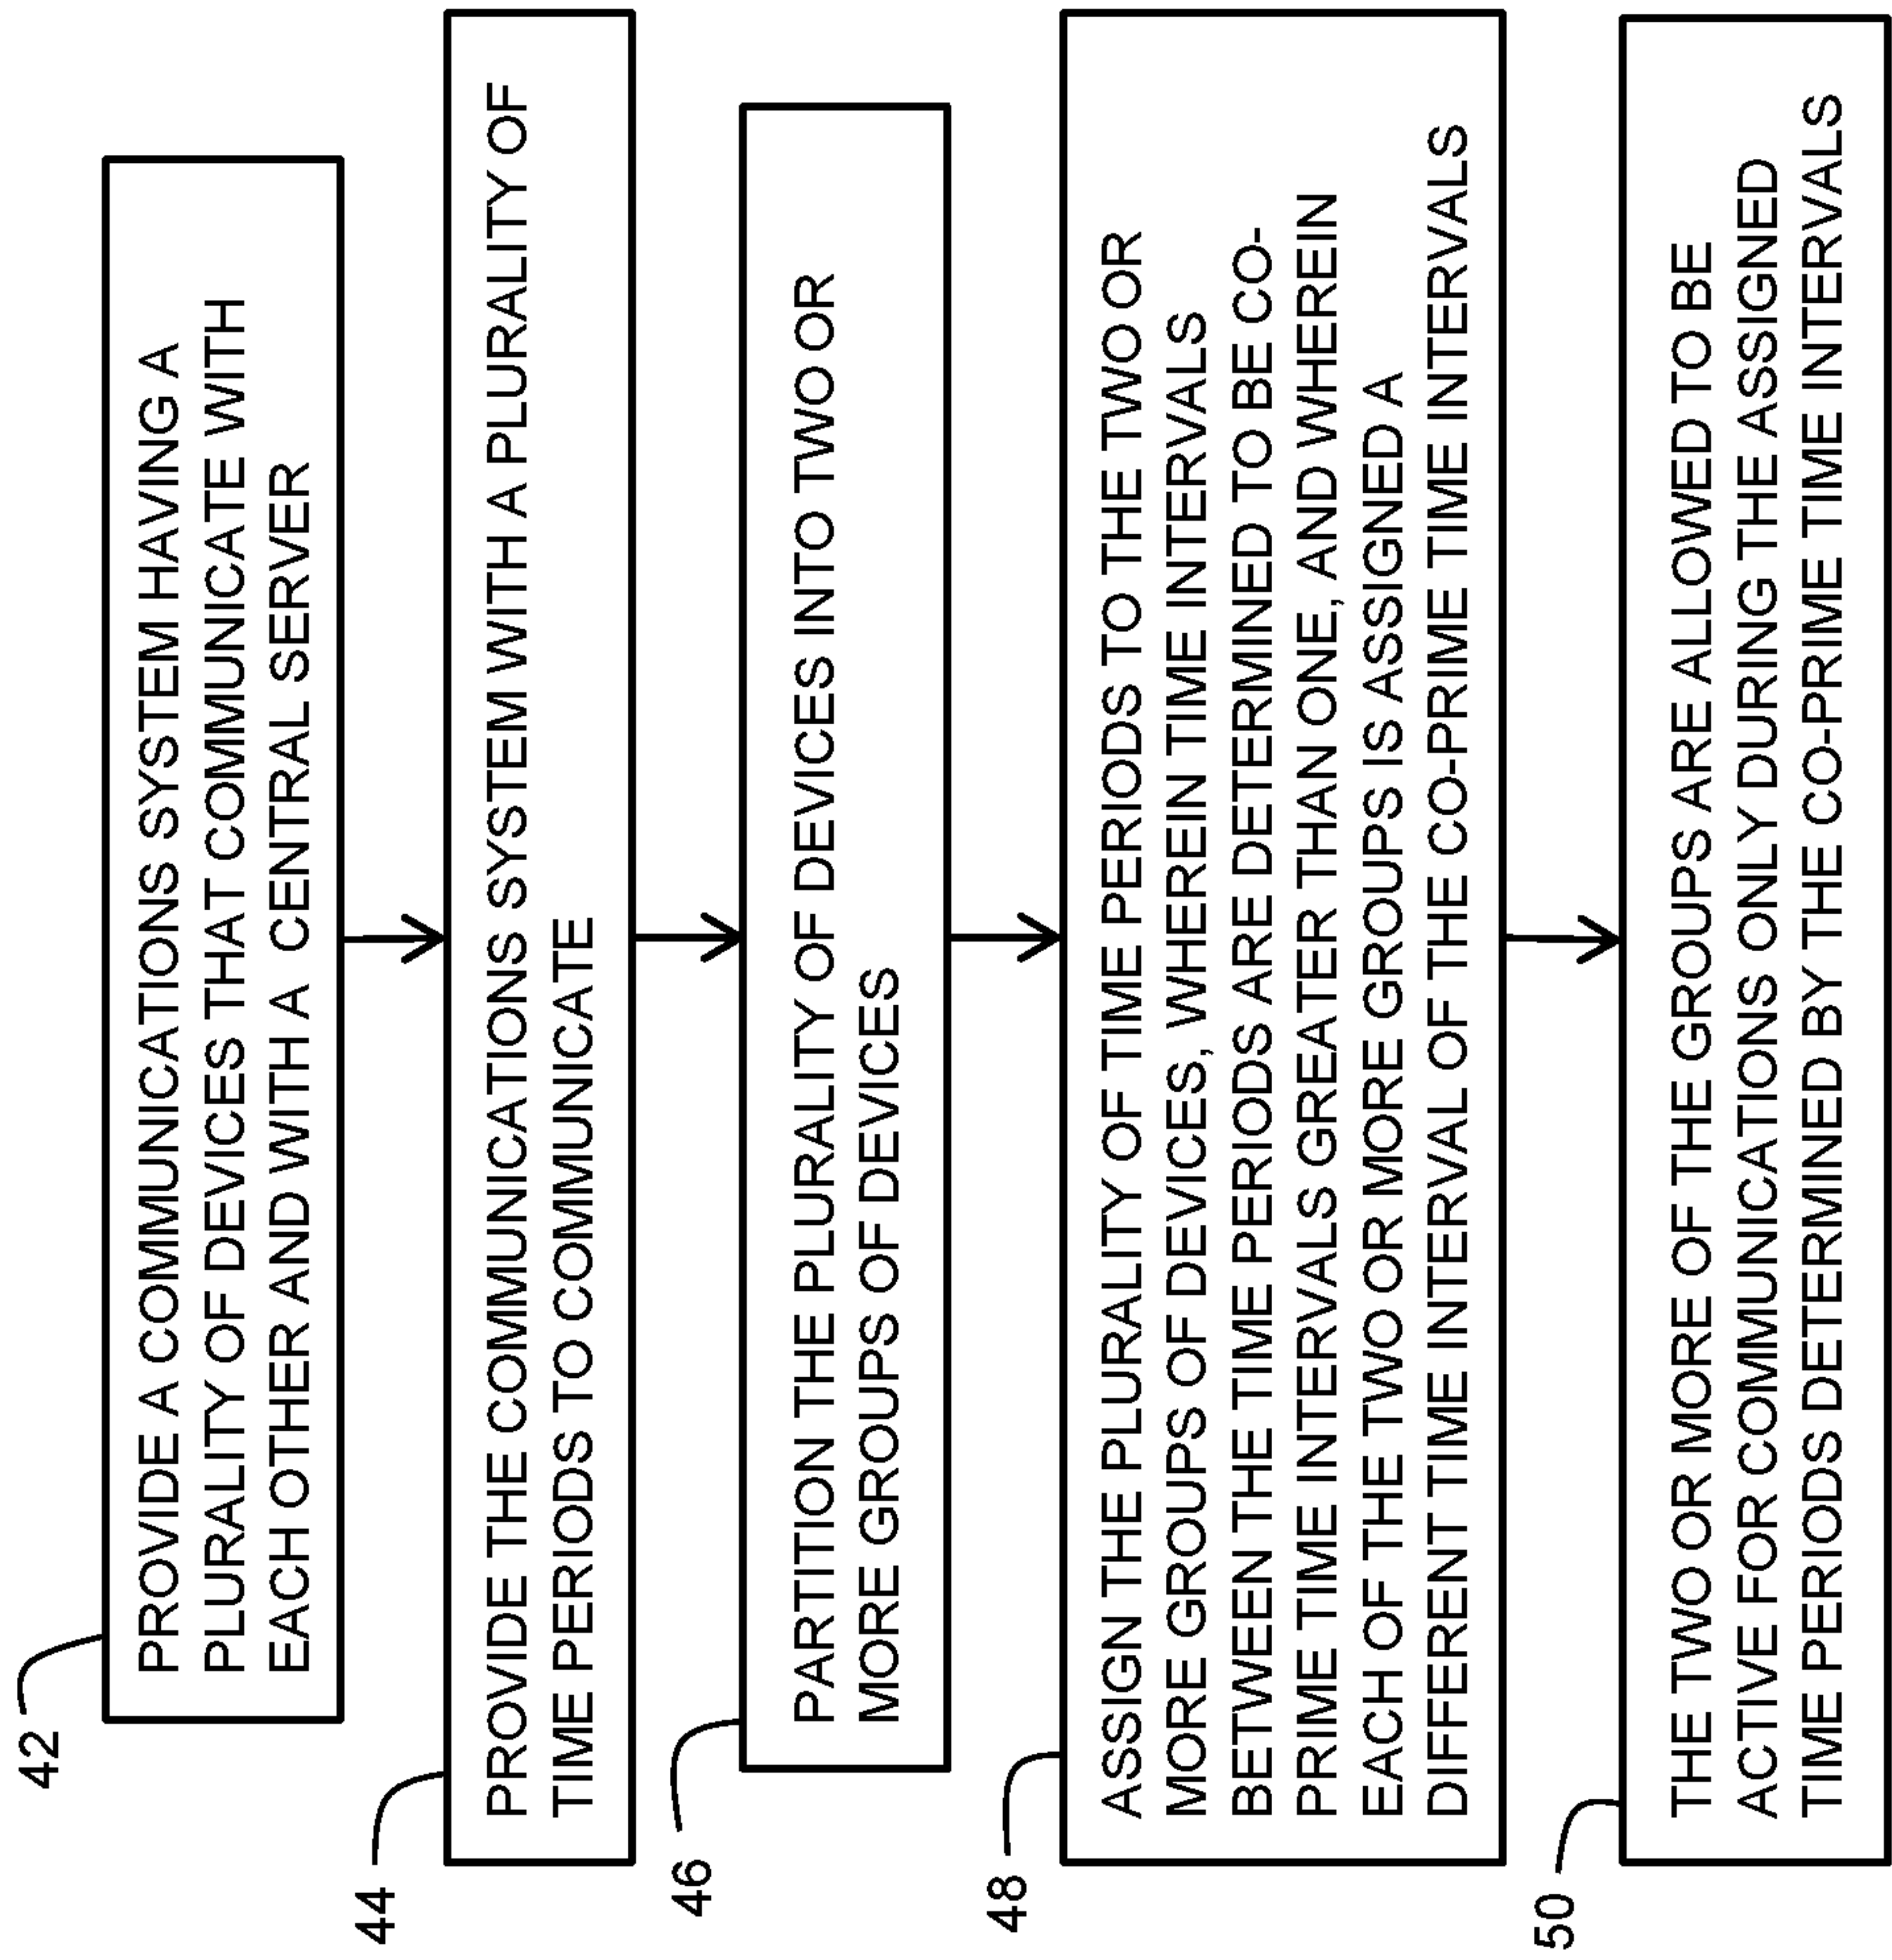 42
PROVIDE A COMMUNICATIONS SYSTEM HAVING A
PLURALITY OF DEVICES THAT COMMUNICATE WITH
EACH OTHER AND WITH A CENTRAL SERVER
44
PROVIDE THE COMMUNICATIONS SYSTEM WITH A PLURALITY OF
TIME PERIODS TO COMMUNICATE
46
PARTITION THE PLURALITY OF DEVICES INTO TWO OR
MORE GROUPS OF DEVICES
48
ASSIGN THE PLURALITY OF TIME PERIODS TO THE TWO OR
MORE GROUPS OF DEVICES, WHEREIN TIME INTERVALS
BETWEEN THE TIME PERIODS ARE DETERMINED TO BE CO-
PRIME TIME INTERVALS GREATER THAN ONE, AND WHEREIN
EACH OF THE TWO OR MORE GROUPS IS ASSIGNED A
DIFFERENT TIME INTERVAL OF THE CO-PRIME TIME INTERVALS
50
THE TWO OR MORE OF THE GROUPS ARE ALLOWED TO BE
ACTIVE FOR COMMUNICATIONS ONLY DURING THE ASSIGNED
TIME PERIODS DETERMINED BY THE CO-PRIME TIME INTERVALS